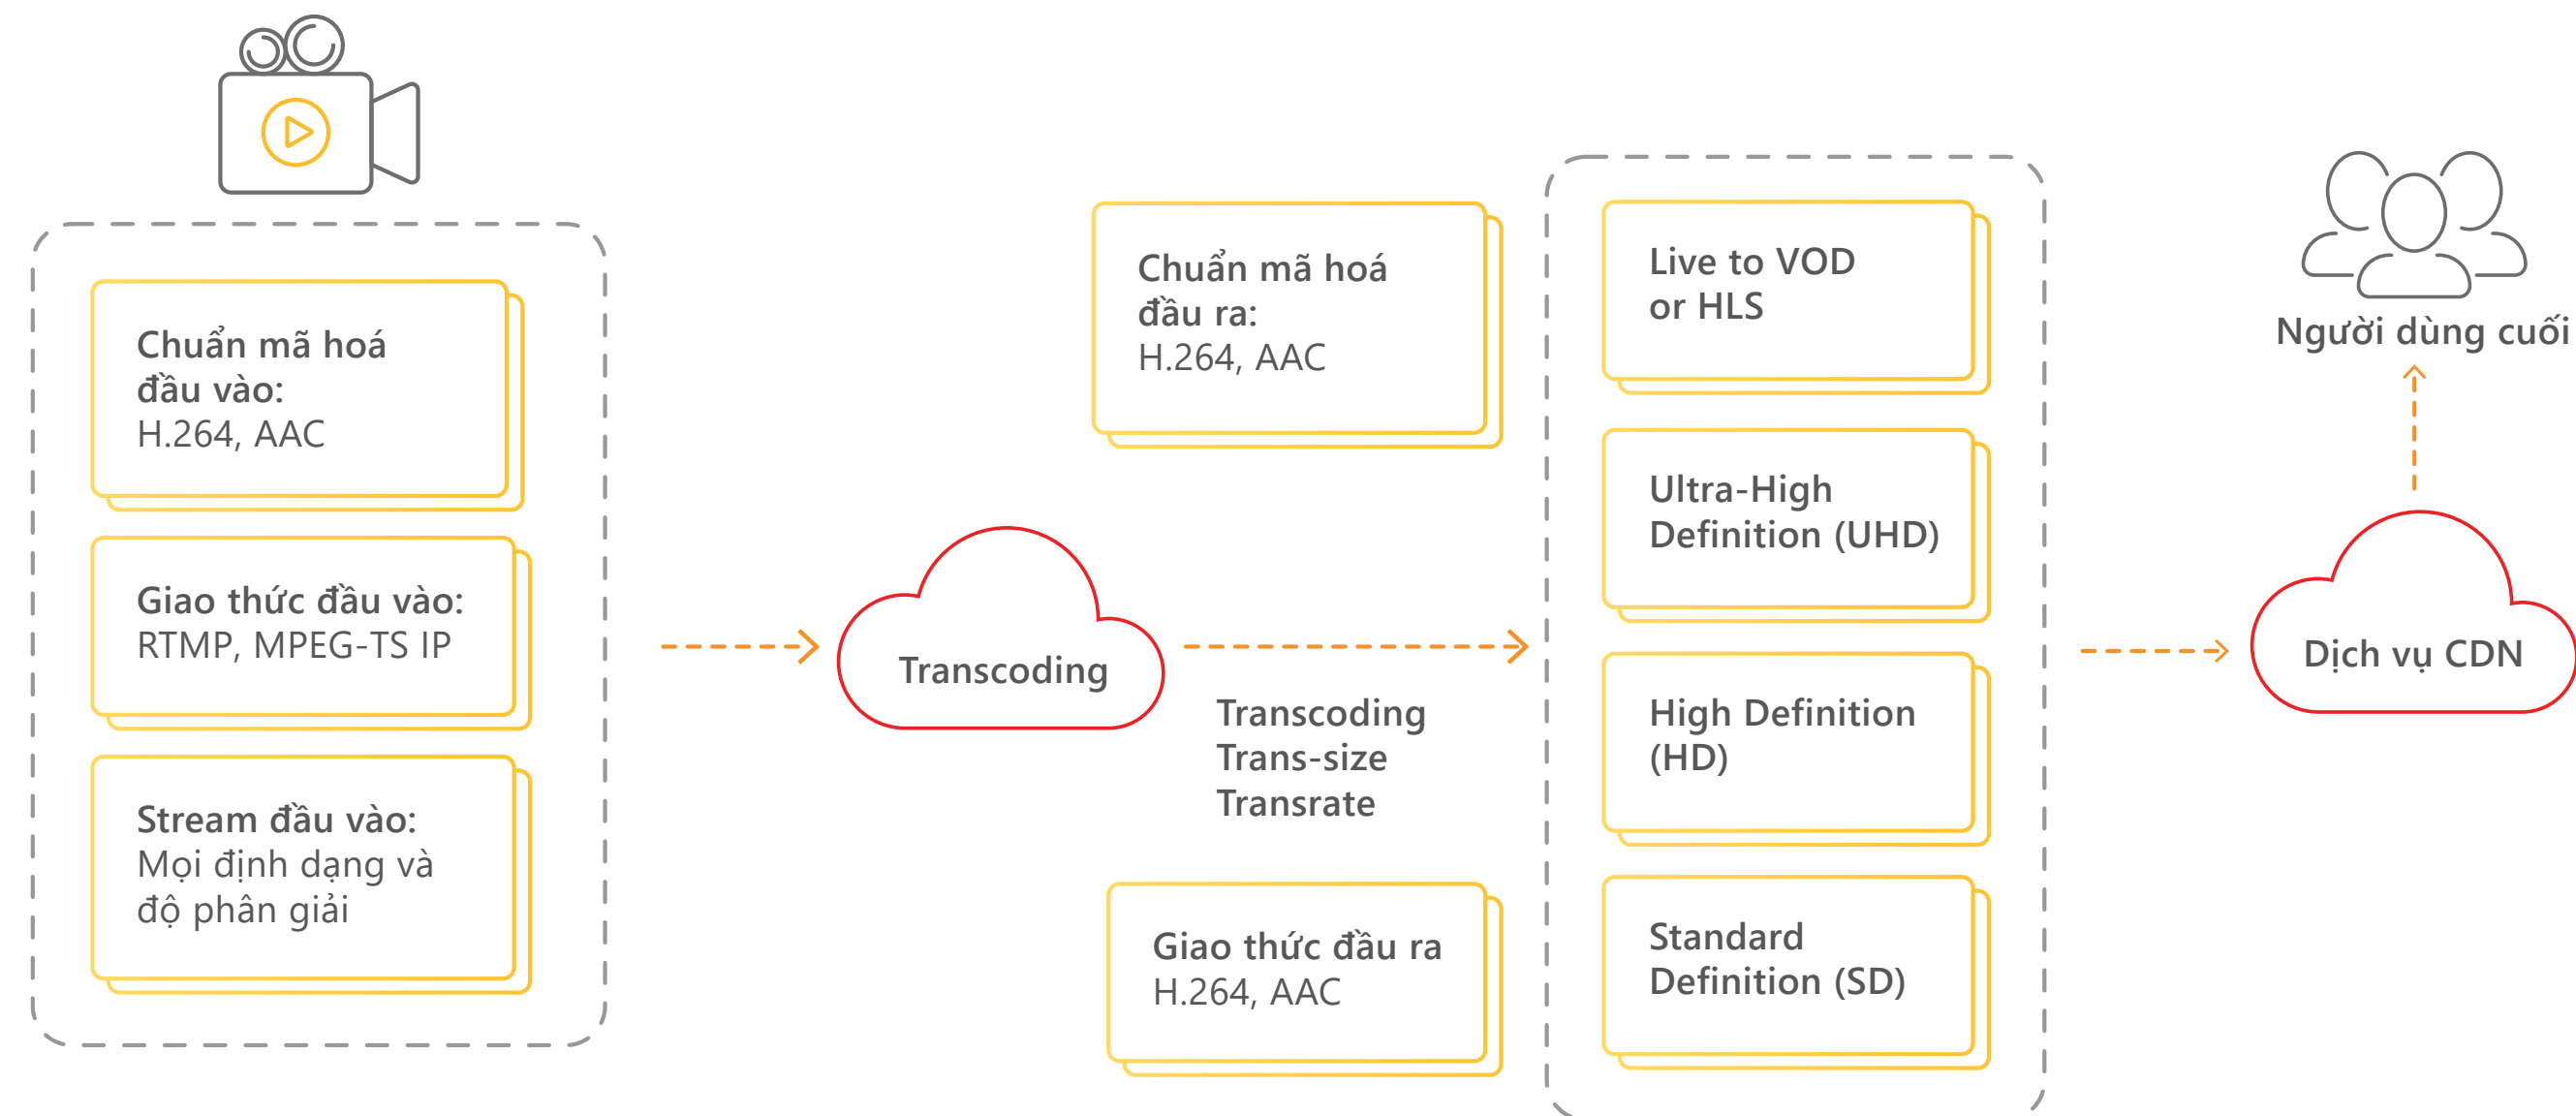 Chuẩn mã hoá
đầu vào:
H.264, AAC
Giao thức đầu vào:
RTMP, MPEG-TS IP
Stream đầu vào:
Mọi định dạng và
độ phân giải
Transcoding
Chuẩn mã hoá
đầu ra:
H.264, AAC
Transcoding
Trans-size
Transrate
Giao thức đầu ra
H.264, AAC
Live to VOD
or HLS
Ultra-High
Definition (UHD)
High Definition
(HD)
Standard
Definition (SD)
Người dùng cuối
Dịch vụ CDN